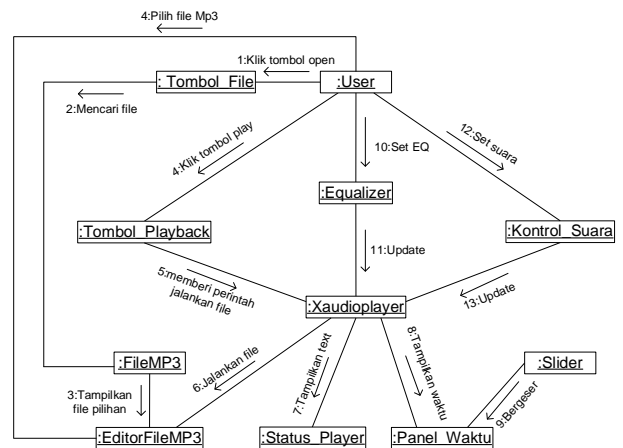 4:Pilih file Mp3
1:Klik tombol open
: Tombol_File
:User
2:Mencari file
4:Klik tombol play
10:Set EQ
12:Set suara
:Equalizer
:Tombol_Playback
:Kontrol_Suara
11:Update
5:memberi perintah
jalankan file
13:Update
:Xaudioplayer
:FileMP3
6:Jalankan file
7:Tampilkan text
8:Tampilkan waktu
:Slider
3:Tampilkan
file pilihan
9:Bergeser
:EditorFileMP3
:Status_Player
:Panel_Waktu